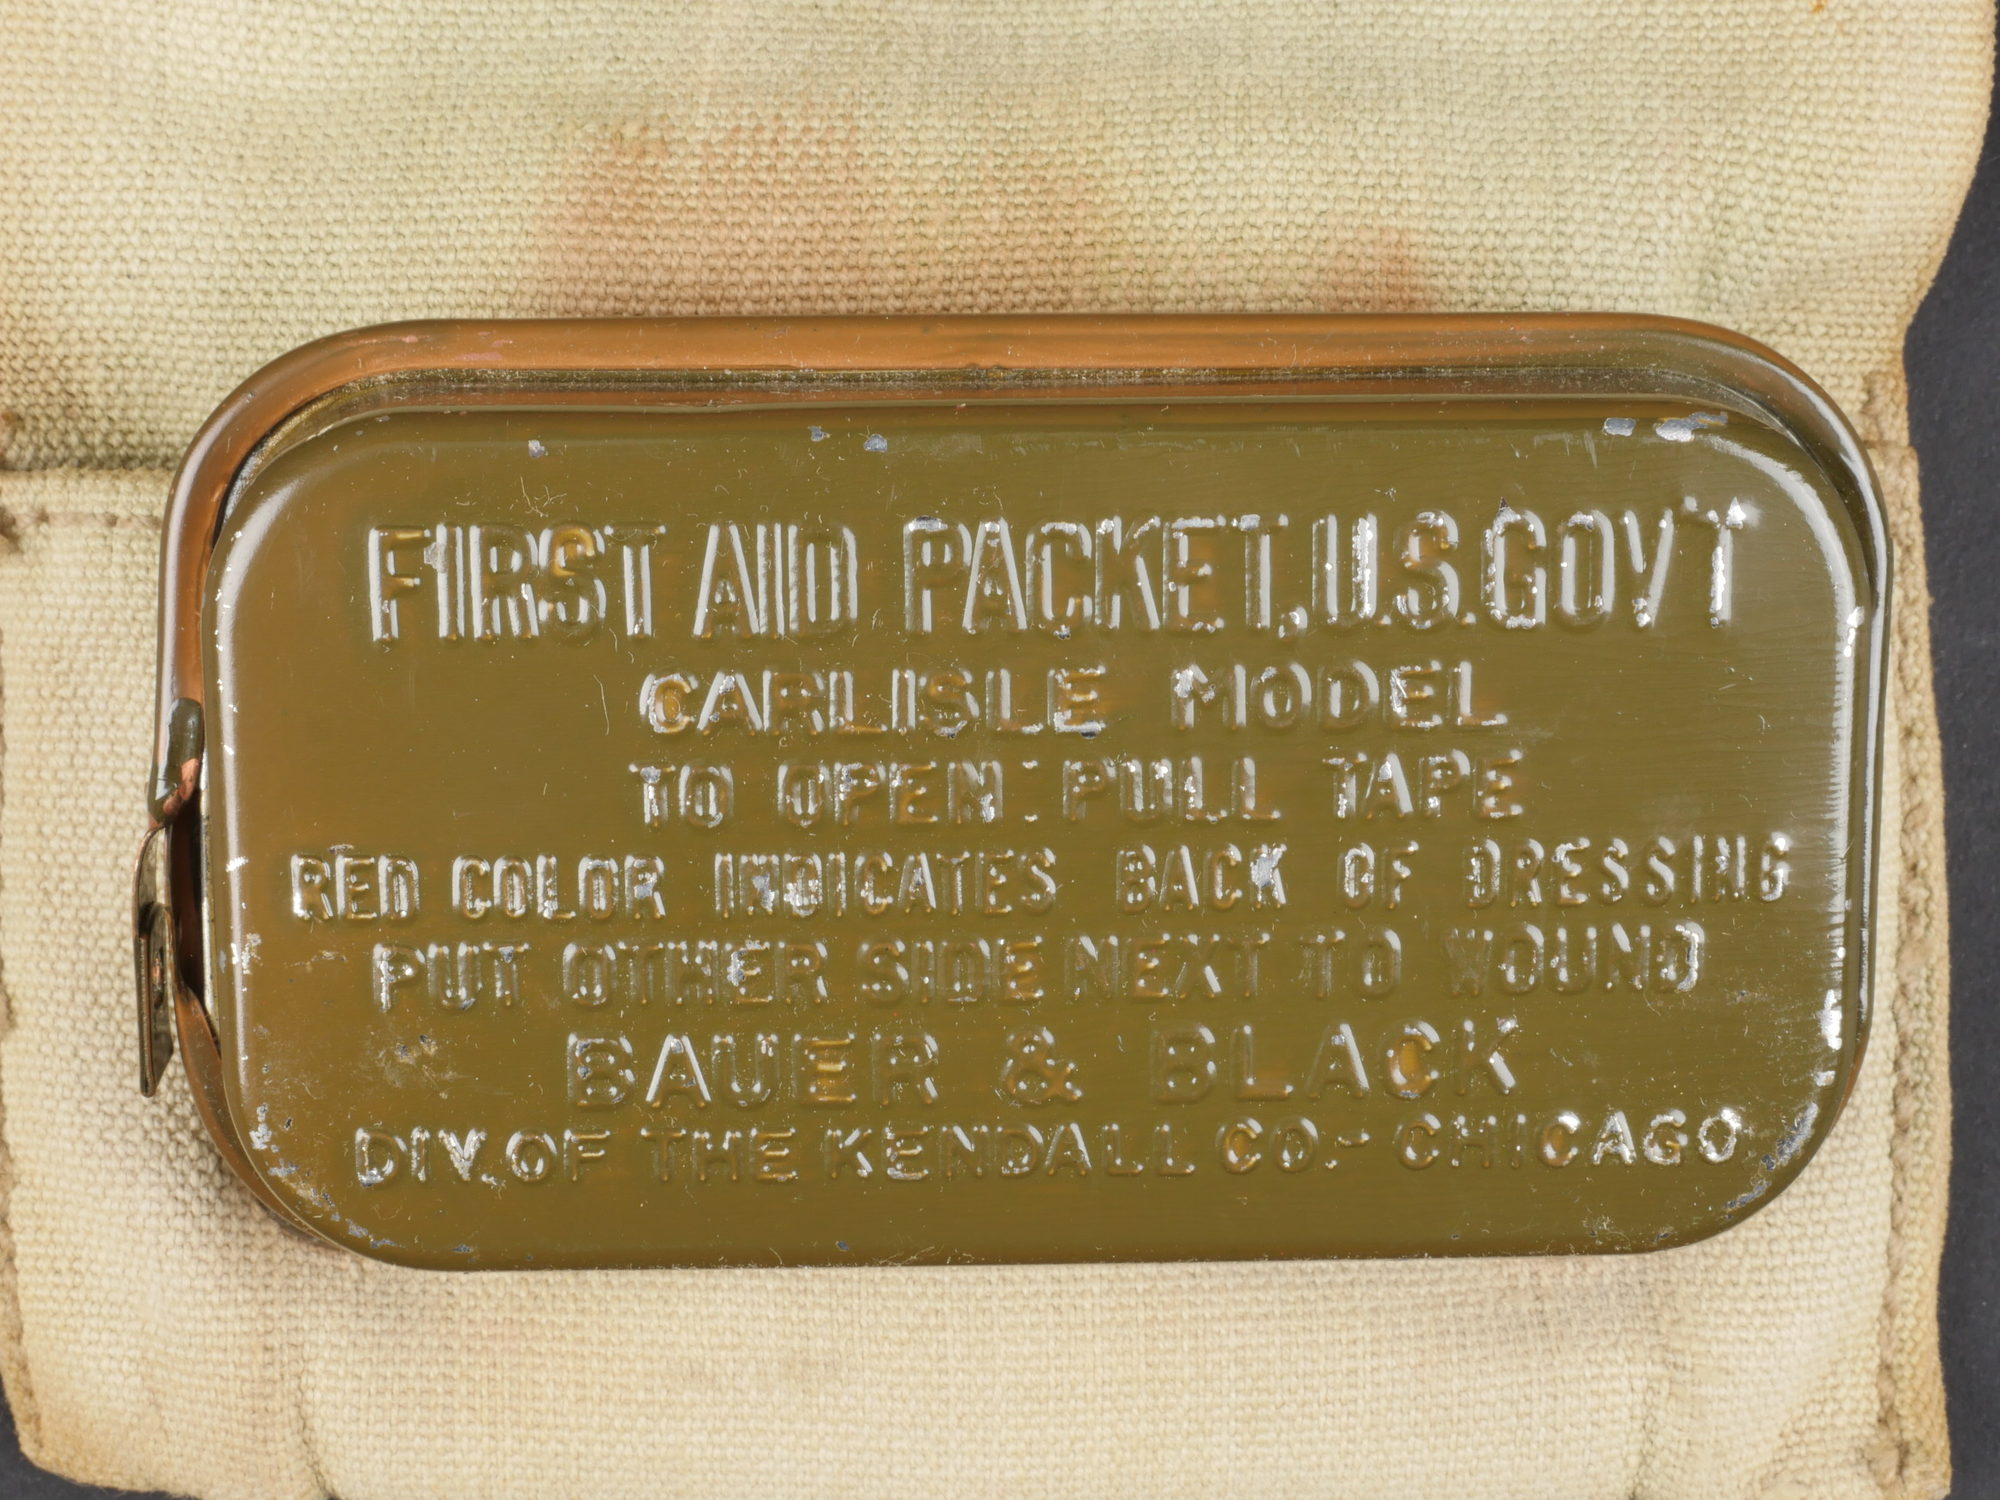 FIRST AID PACKET, U.S. GOV'T
CARLISLE MODEL
TO OPEN: PULL TAPE
RED COLOR INDICATES BACK OF DRESSING
PUT OTHER SIDE NEXT TO WOUND
BAUER & BLACK
DIV. OF THE KENDALL CO.- CHICAGO